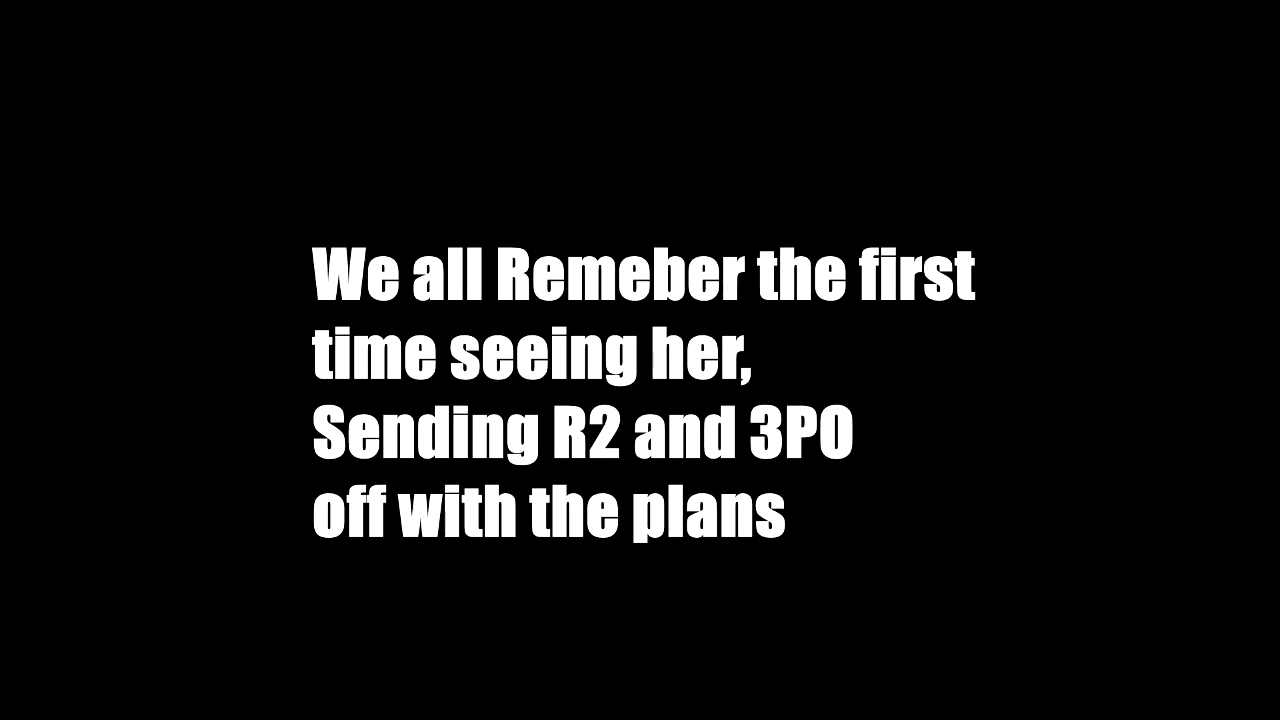 We all Remeber the first
time seeing her,
Sending R2 and 3PO
off with the plans